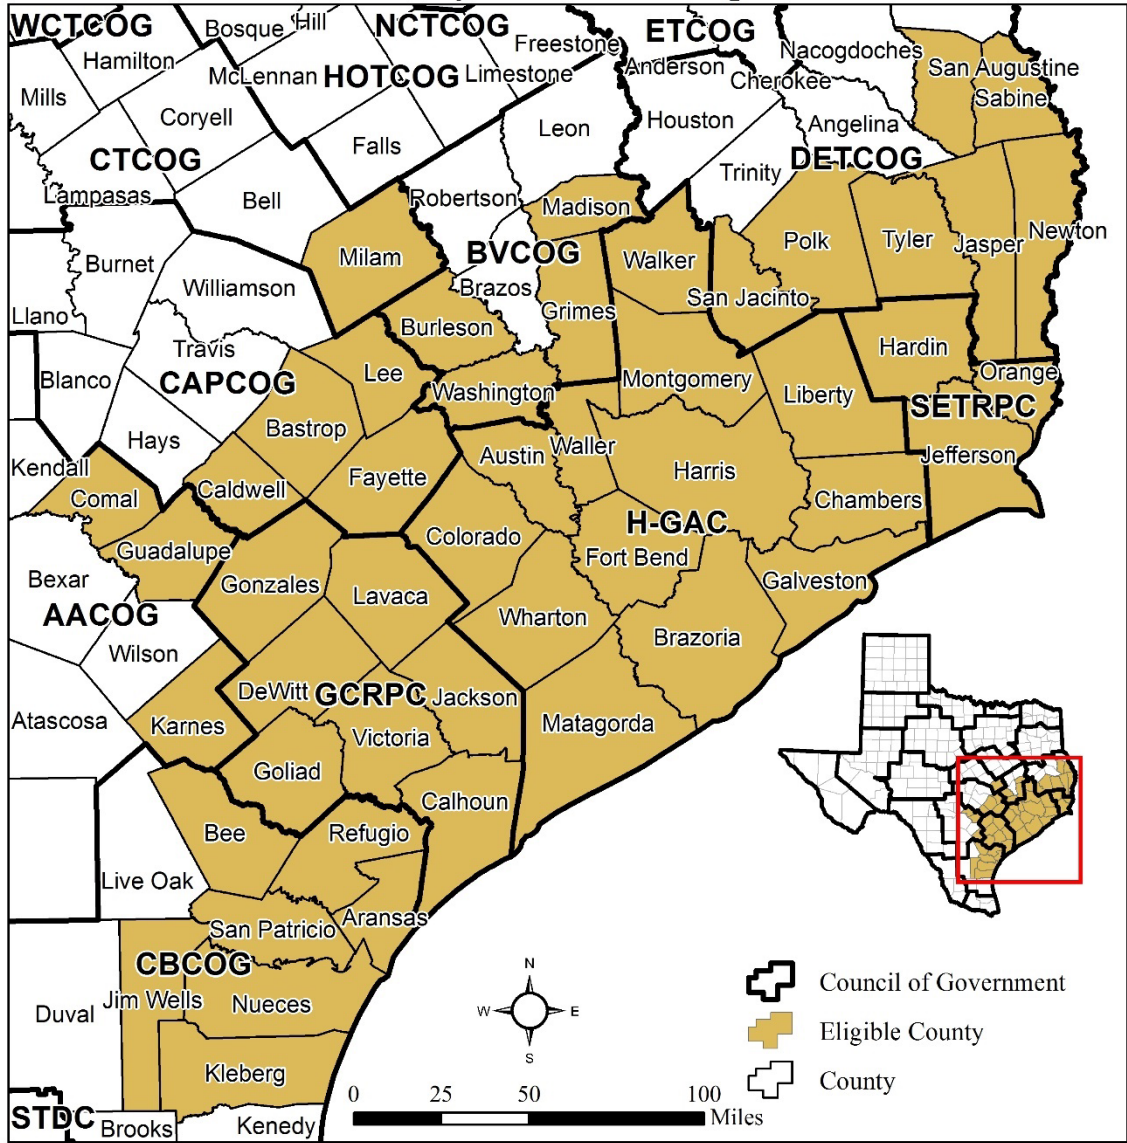 WCTCOG
Bosque
Hill
NCTCOG
Freestone
ETCOG
Nacogdoches
Hamilton
McLennan
HOTCOG
Limestone
Anderson
Cherokee
San Augustine
Sabine
Mills
Coryell
Falls
Leon
Houston
Angelina
CTCOG
Trinity
DETCOG
Lampasas
Bell
Robertson
Madison
Milam
BVCOG
Walker
Polk
Tyler
Jasper
Newton
Burnet
Williamson
Brazos
Grimes
San Jacinto
Llano
Burleson
Travis
Hardin
Blanco
CAPCOG
Lee
Washington
Montgomery
Liberty
Orange
SETRPC
Hays
Bastrop
Austin
Waller
Harris
Jefferson
Kendall
Comal
Caldwell
Fayette
Chambers
H-GAC
Guadalupe
Colorado
Fort Bend
Bexar
Gonzales
Lavaca
Galveston
AACOG
Wharton
Brazoria
Wilson
DeWitt
GCRPC
Jackson
Atascosa
Karnes
Victoria
Matagorda
Goliad
Calhoun
Bee
Refugio
Live Oak
Aransas
San Patricio
CBCOG
Jim Wells
Nueces
Duval
Kleberg
STDC
Brooks
Kenedy
N
W
E
S
0 25 50 100
Miles
Council of Government
Eligible County
County